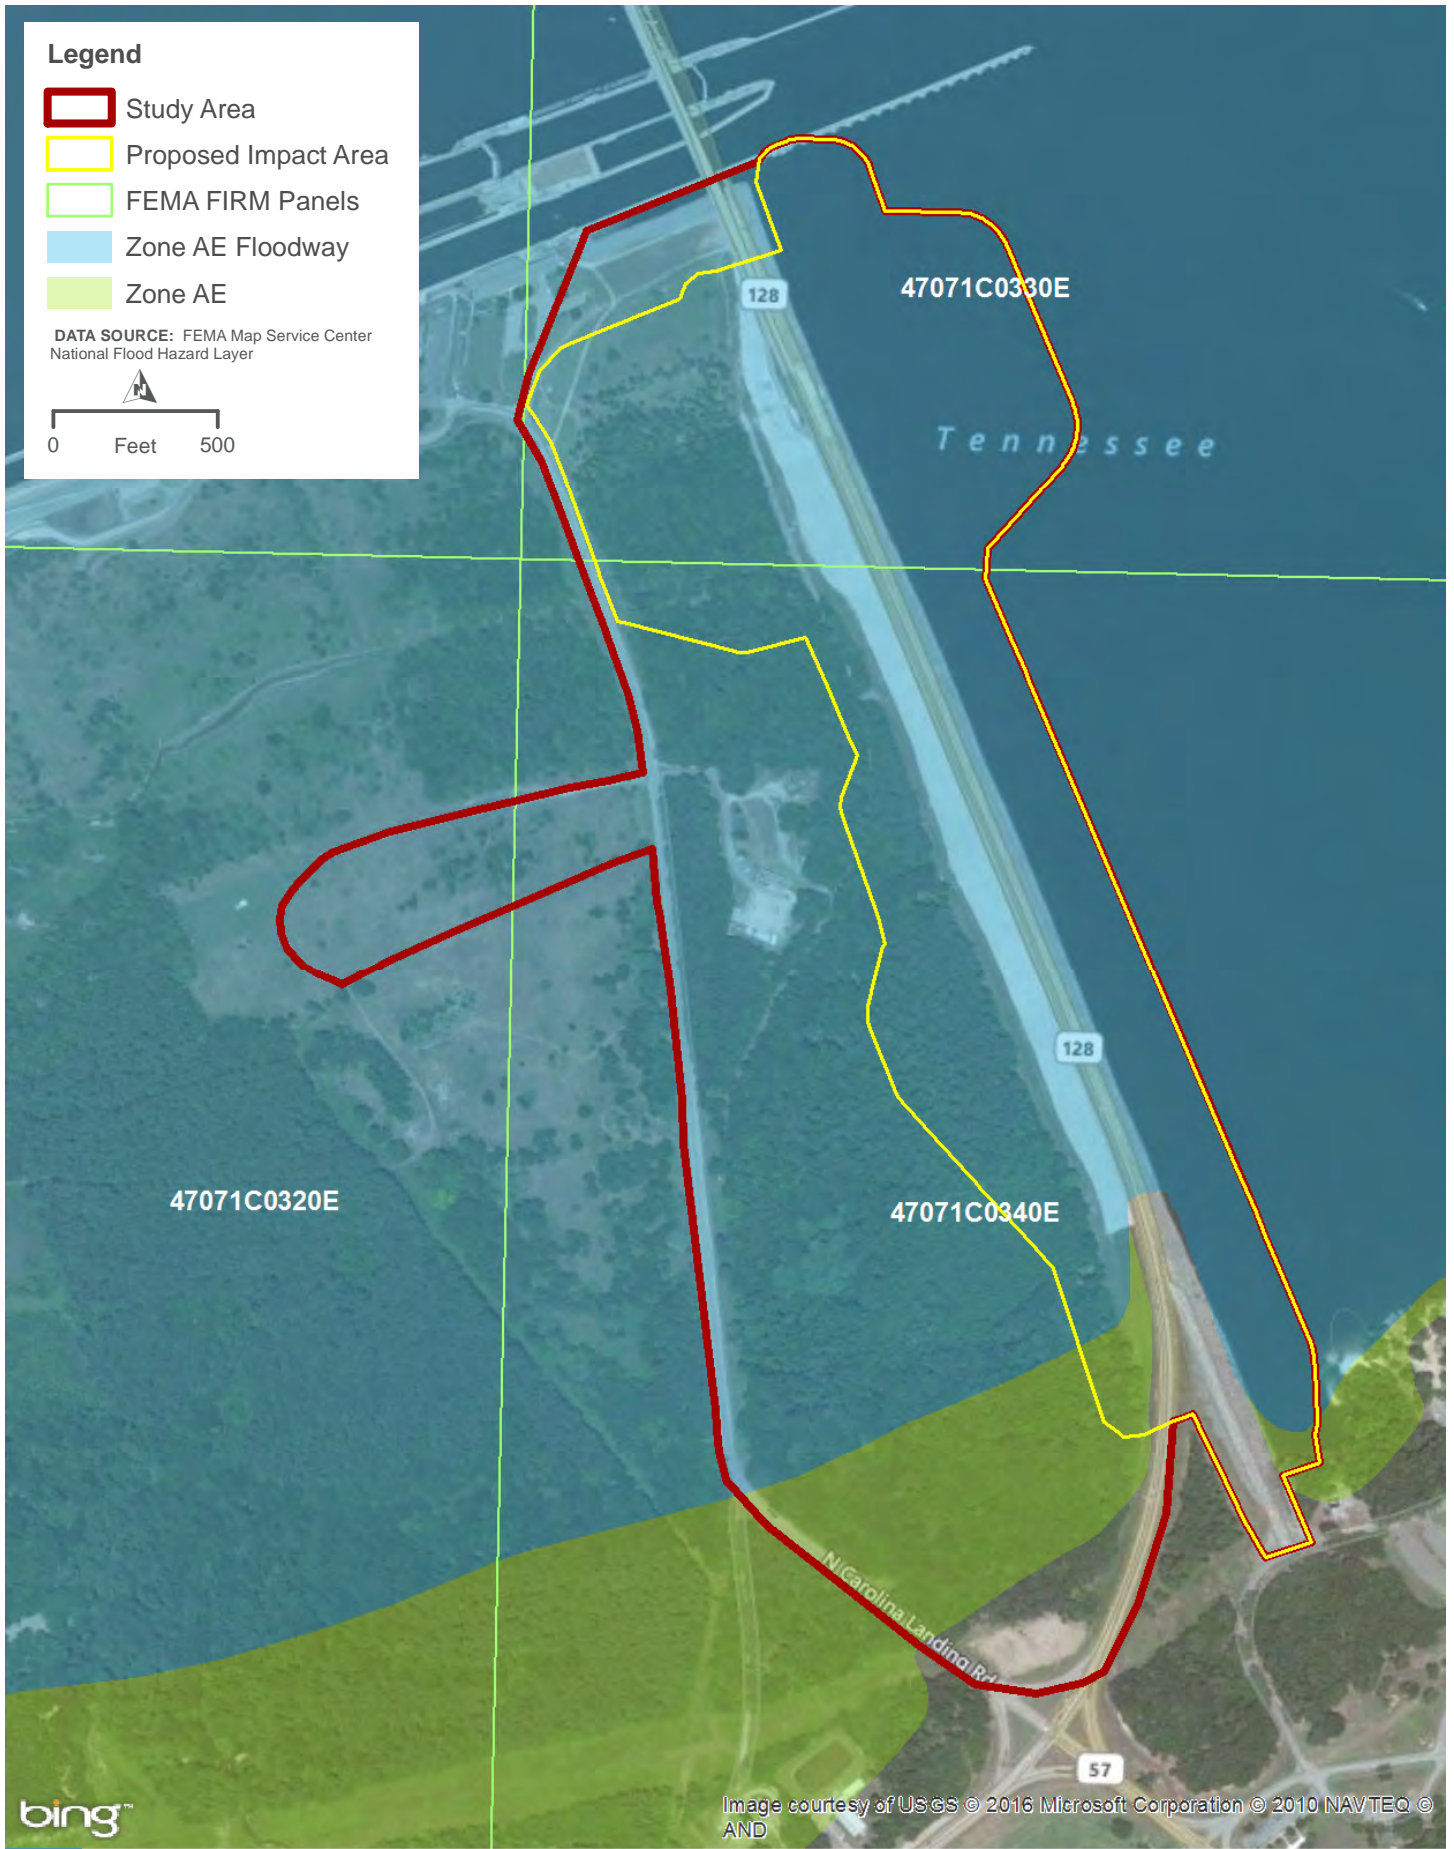 Legend
Study Area
Proposed Impact Area
FEMA FIRM Panels
Zone AE Floodway
Zone AE
DATA SOURCE: FEMA Map Service Center
National Flood Hazard Layer
N
0 Feet 500
128
47071C0330E
Tennessee
128
47071C0320E
47071C0340E
N Carolina Landing Rd
57
bing™
Image courtesy of USGS © 2016 Microsoft Corporation © 2010 NAVTEQ ©
AND